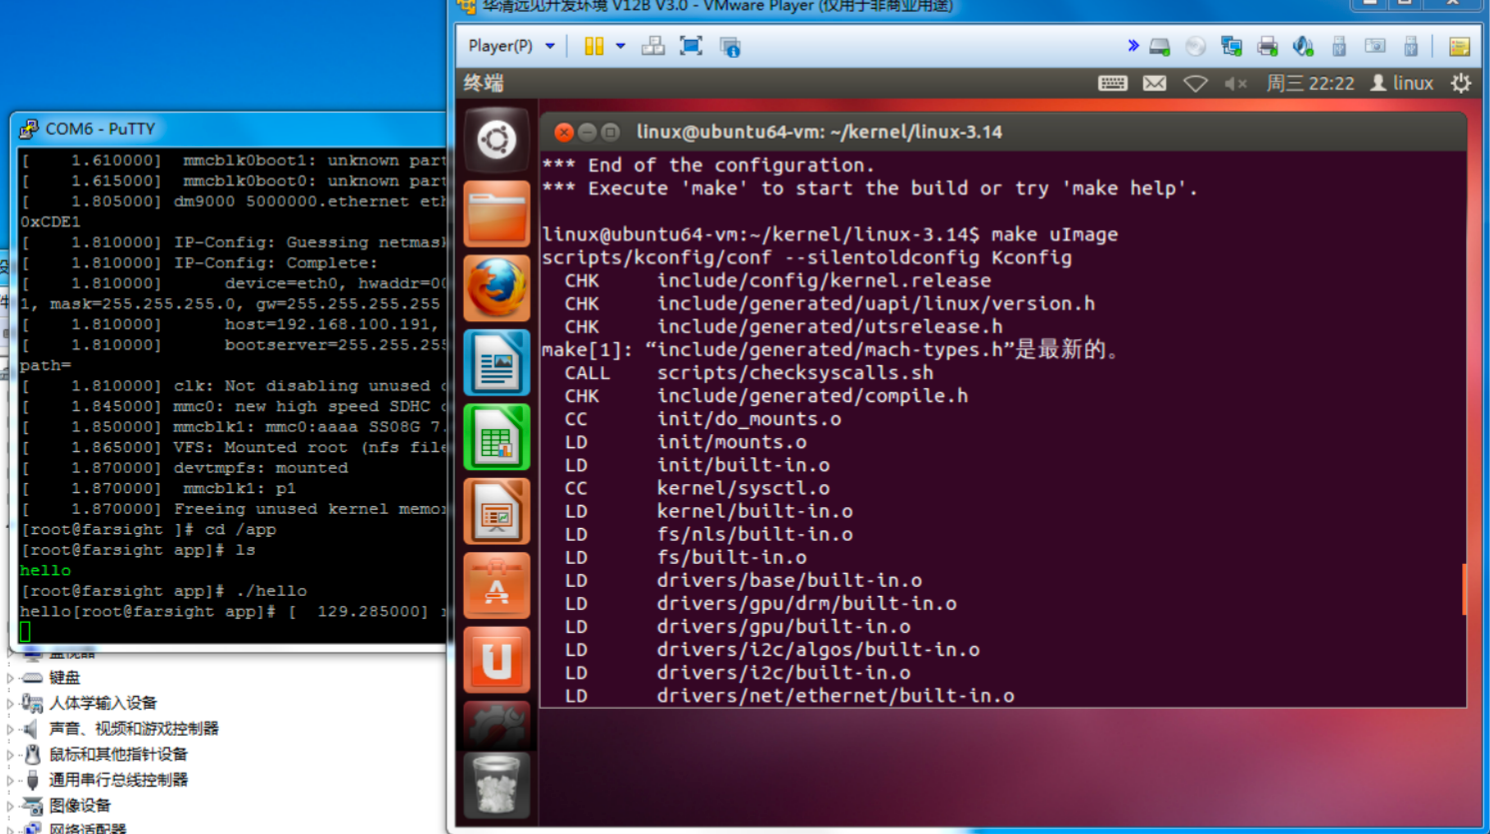 华清远见开发环境 V12B V3.0 - VMware Player (仅用于非商业用途)
Player(P)
终端
周三 22:22
linux
COM6 - PuTTY
[    1.610000]  mmcblk0boot1: unknown part
[    1.615000]  mmcblk0boot0: unknown part
[    1.805000] dm9000 5000000.ethernet eth
0xCDE1
[    1.810000] IP-Config: Guessing netmask
[    1.810000] IP-Config: Complete:
[    1.810000]      device=eth0, hwaddr=00
1, mask=255.255.255.0, gw=255.255.255.255
[    1.810000]      host=192.168.100.191,
[    1.810000]      bootserver=255.255.255
path=
[    1.810000] clk: Not disabling unused
[    1.845000] mmc0: new high speed SDHC
[    1.850000] mmcblk1: mmc0:aaaa SS08G 7.
[    1.865000] VFS: Mounted root (nfs file
[    1.870000] devtmpfs: mounted
[    1.870000]  mmcblk1: p1
[    1.870000] Freeing unused kernel memor
[root@farsight ]# cd /app
[root@farsight app]# ls
hello
[root@farsight app]# ./hello
hello[root@farsight app]# [  129.285000]
键盘
人体学输入设备
声音、视频和游戏控制器
鼠标和其他指针设备
通用串行总线控制器
图像设备
网络适配器
linux@ubuntu64-vm: ~/kernel/linux-3.14
*** End of the configuration.
*** Execute 'make' to start the build or try 'make help'.
linux@ubuntu64-vm:~/kernel/linux-3.14$ make uImage
scripts/kconfig/conf --silentoldconfig Kconfig
CHK     include/config/kernel.release
CHK     include/generated/uapi/linux/version.h
CHK     include/generated/utsrelease.h
make[1]: “include/generated/mach-types.h”是最新的。
CALL    scripts/checksyscalls.sh
CHK     include/generated/compile.h
CC      init/do_mounts.o
LD      init/mounts.o
LD      init/built-in.o
CC      kernel/sysctl.o
LD      kernel/built-in.o
LD      fs/nls/built-in.o
LD      fs/built-in.o
LD      drivers/base/built-in.o
LD      drivers/gpu/drm/built-in.o
LD      drivers/gpu/built-in.o
LD      drivers/i2c/algos/built-in.o
LD      drivers/i2c/built-in.o
LD      drivers/net/ethernet/built-in.o